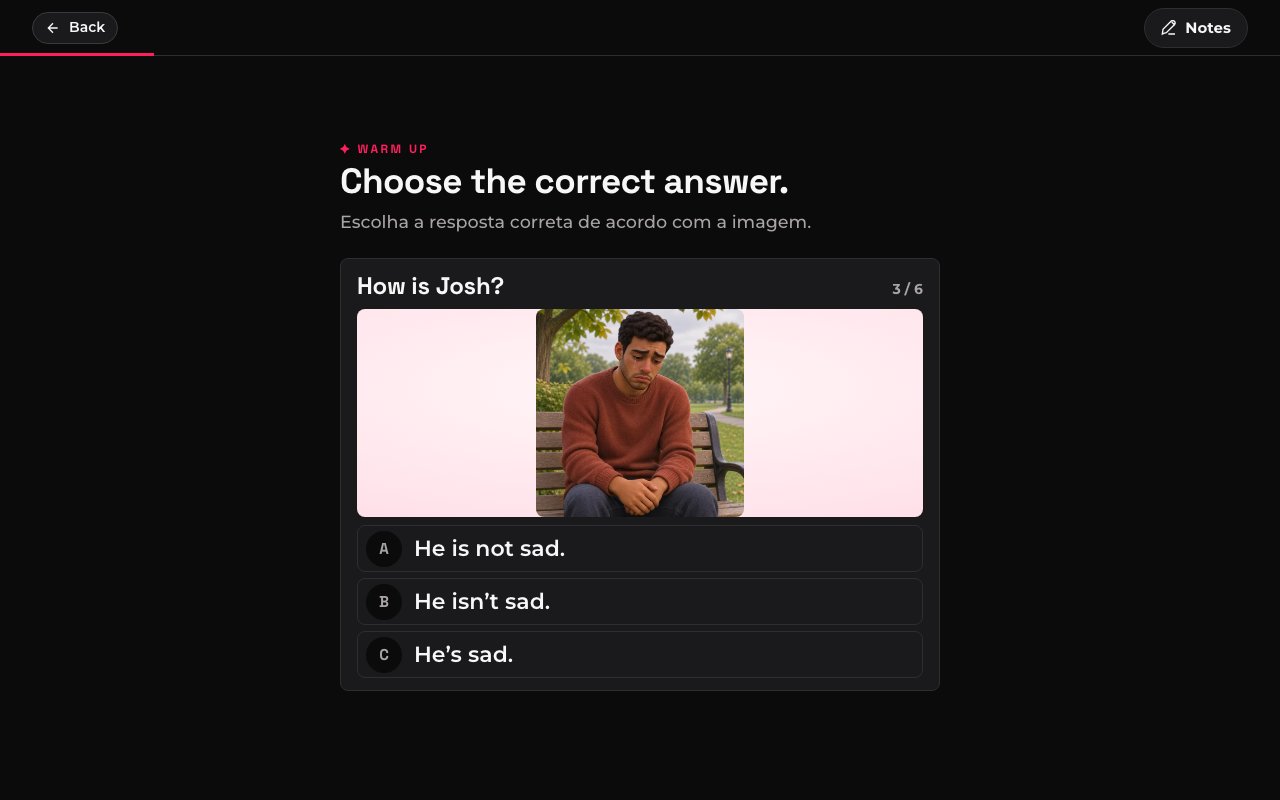 Back
Notes
WARM UP
Choose the correct answer.
Escolha a resposta correta de acordo com a imagem.
How is Josh?
3 / 6
A
He is not sad.
B
He isn’t sad.
C
He’s sad.